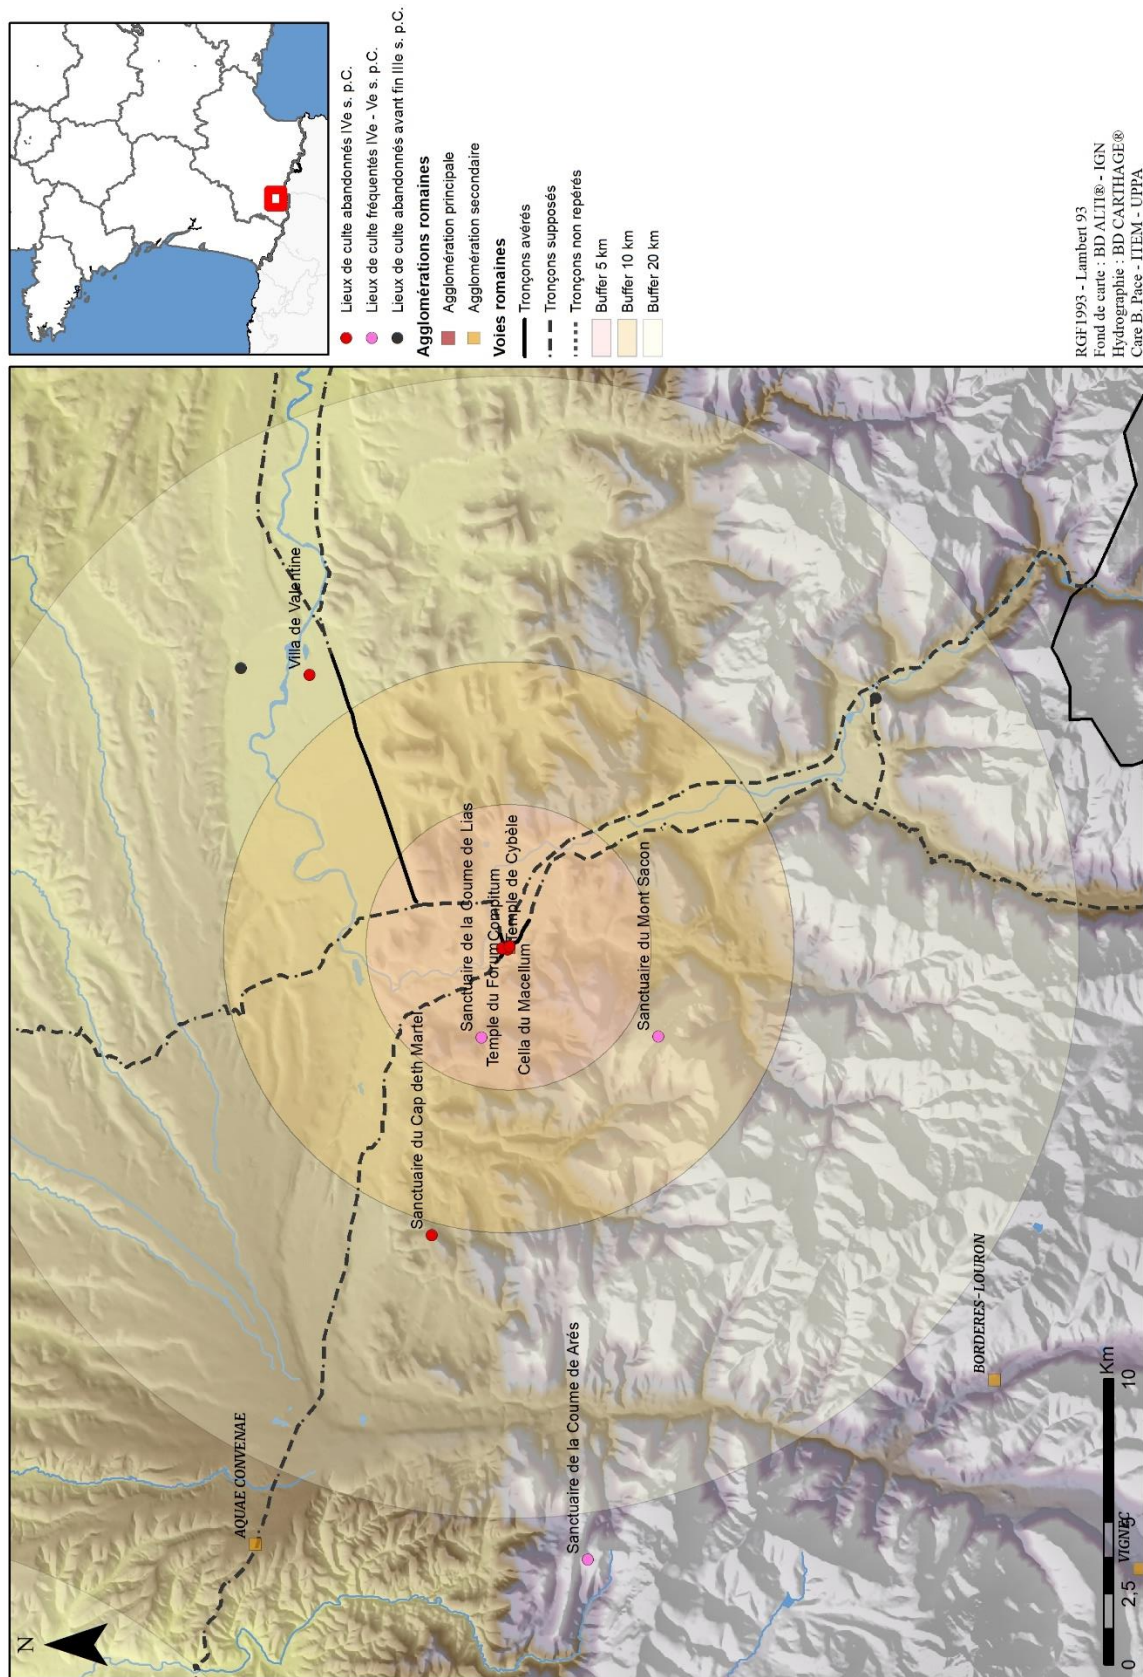 N
AQUAE CONVENAE
Villa de Valentine
Sanctuaire du Cap deth Martel
Sanctuaire de la Coume de Lias
Temple du Forum
Compitum
Temple de Cybèle
Cella du Macellum
Sanctuaire de la Coume de Arés
Sanctuaire du Mont Sacon
BORDERES-LOURON
VIGNEC
0 2,5 5 10
Km
Lieux de culte abandonnés IVe s. p.C.
Lieux de culte fréquentés IVe - Ve s. p.C.
Lieux de culte abandonnés avant fin IIIe s. p.C.
Agglomérations romaines
Agglomération principale
Agglomération secondaire
Voies romaines
Tronçons avérés
Tronçons supposés
Tronçons non repérés
Buffer 5 km
Buffer 10 km
Buffer 20 km
RGF1993 - Lambert 93
Fond de carte : BD ALTI® - IGN
Hydrographie : BD CARTHAGE®
Care B. Pace - ITEM - UPPA